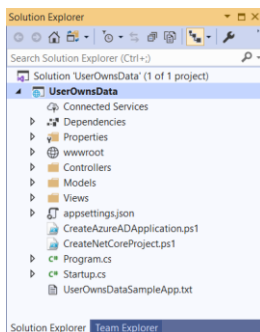 Solution Explorer
Search Solution Explorer (Ctrl+;)
Solution 'UserOwnsData' (1 of 1 project)
UserOwnsData
Connected Services
Dependencies
Properties
wwwroot
Controllers
Models
Views
appsettings.json
CreateAzureADApplication.ps1
CreateNetCoreProject.ps1
C# Program.cs
C# Startup.cs
UserOwnsDataSampleApp.txt
Solution Explorer Team Explorer